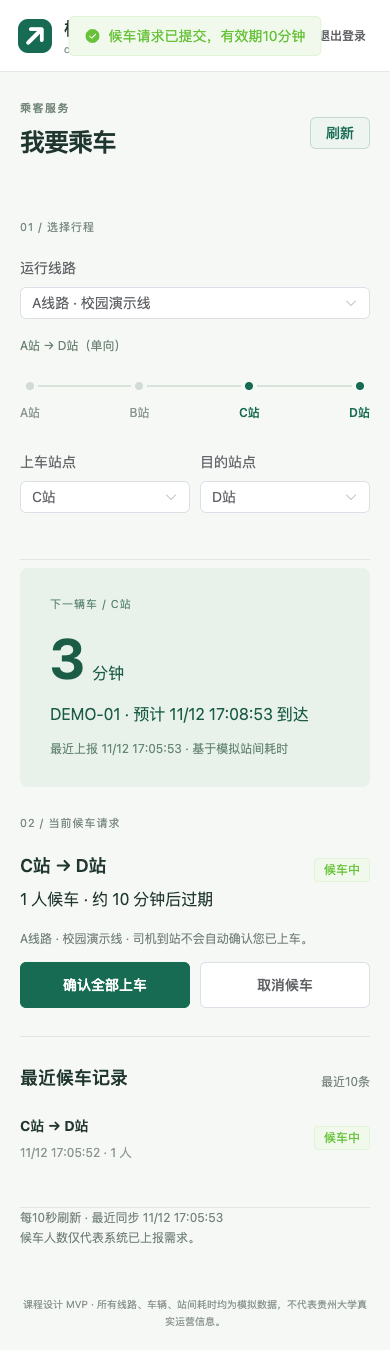 候车请求已提交，有效期10分钟
退出登录
乘客服务
我要乘车
刷新
01 / 选择行程
运行线路
A线路 · 校园演示线
A站 → D站（单向）
A站 B站 C站 D站
上车站点 目的站点
C站 D站
下一辆车 / C站
3 分钟
DEMO-01 · 预计 11/12 17:08:53 到达
最近上报 11/12 17:05:53 · 基于模拟站间耗时
02 / 当前候车请求
C站 → D站
候车中
1 人候车 · 约 10 分钟后过期
A线路 · 校园演示线 · 司机到站不会自动确认您已上车。
确认全部上车 取消候车
最近候车记录 最近10条
C站 → D站
候车中
11/12 17:05:52 · 1 人
每10秒刷新 · 最近同步 11/12 17:05:53
候车人数仅代表系统已上报需求。
课程设计 MVP · 所有线路、车辆、站间耗时均为模拟数据，不代表贵州大学真
实运营信息。